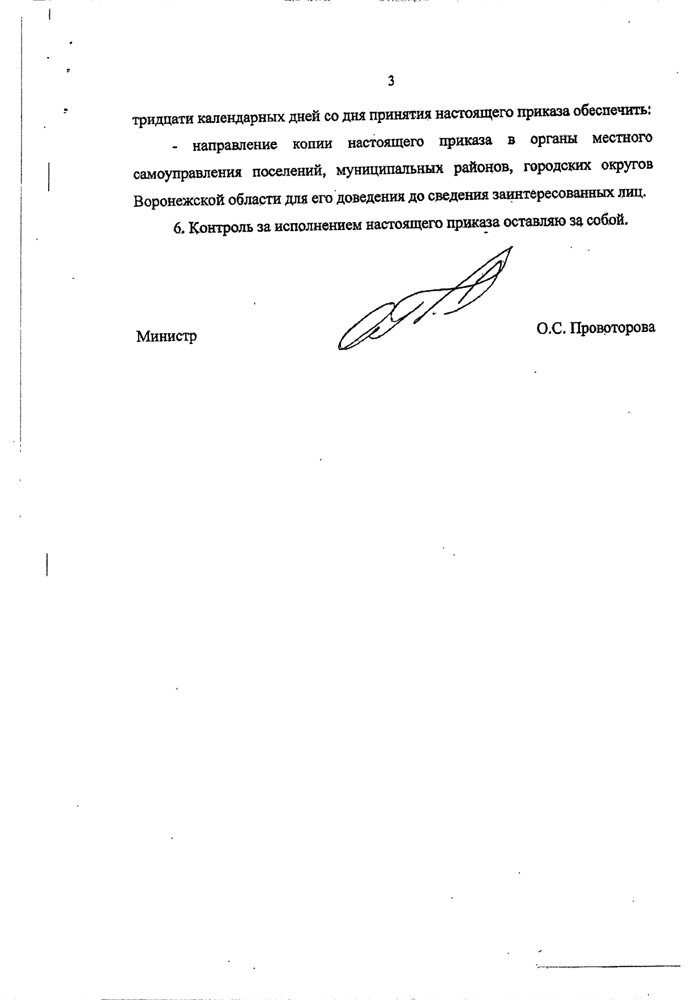 3
тридцати календарных дней со дня принятия настоящего приказа обеспечить:
- направление копии настоящего приказа в органы местного
самоуправления поселений, муниципальных районов, городских округов
Воронежской области для его доведения до сведения заинтересованных лиц.
6. Контроль за исполнением настоящего приказа оставляю за собой.
Министр О.С. Провоторова